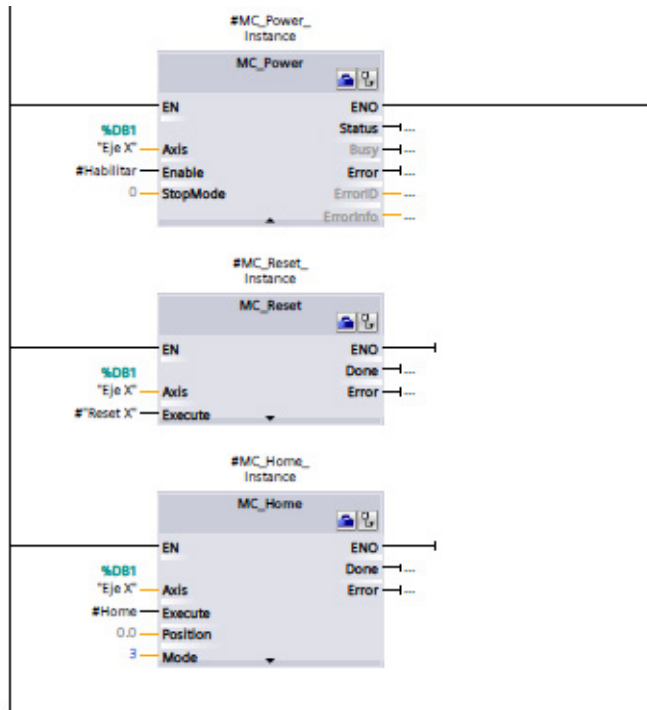 #MC_Power_
Instance
MC_Power
EN ENO
%DB1 Status ...
"Eje X" Axis Busy ...
#Habilitar Enable Error ...
0 StopMode ErrorID ...
ErrorInfo ...
#MC_Reset_
Instance
MC_Reset
EN ENO
%DB1 Done ...
"Eje X" Axis Error ...
#"Reset X" Execute
#MC_Home_
Instance
MC_Home
EN ENO
%DB1 Done ...
"Eje X" Axis Error ...
#Home Execute
0.0 Position
3 Mode